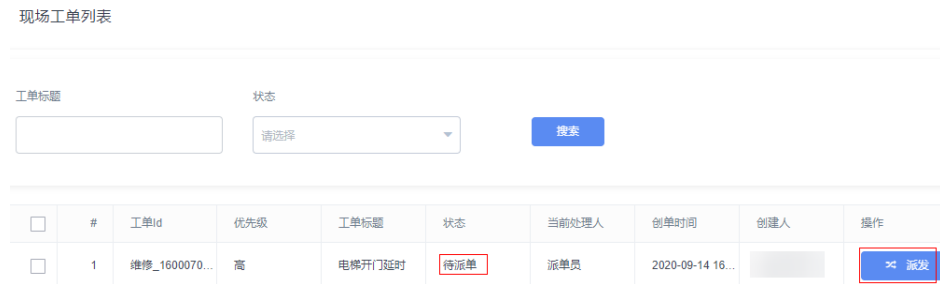 现场工单列表
工单标题 状态
请选择 搜索
# 工单Id 优先级 工单标题 状态 当前处理人 创单时间 创建人 操作
1 维修_1600070... 高 电梯开门延时 待派单 派单员 2020-09-14 16... 派发